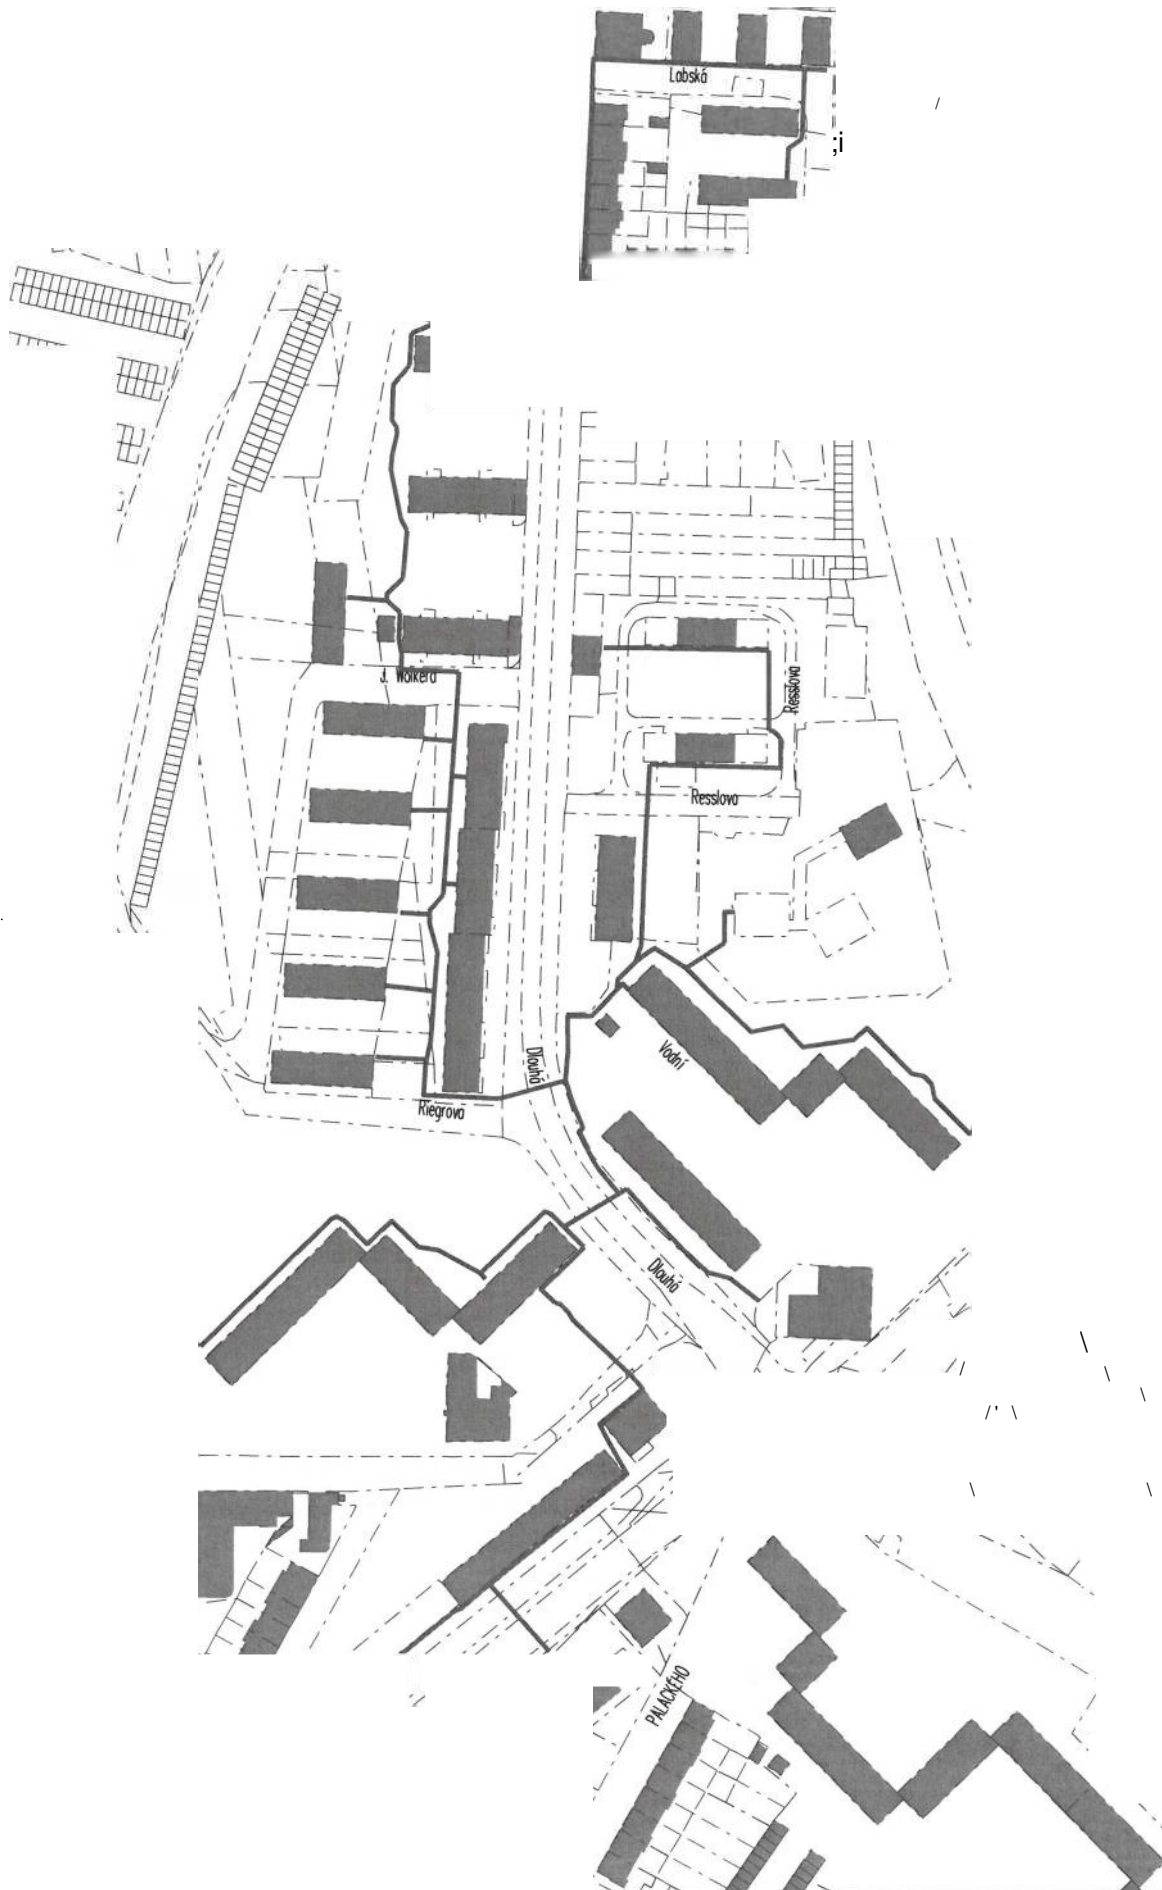 Labská
;i
J. Wolkera
Resslova
Resslova
Dlouhá
Vodní
Riegrova
Dlouhá
PALACKÉHO